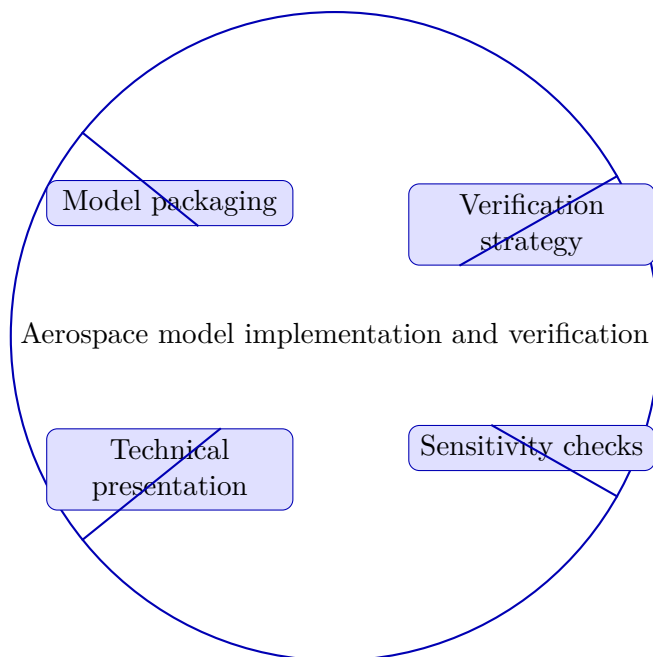 Model packaging
Verification
strategy
Aerospace model implementation and verification
Technical
presentation
Sensitivity checks